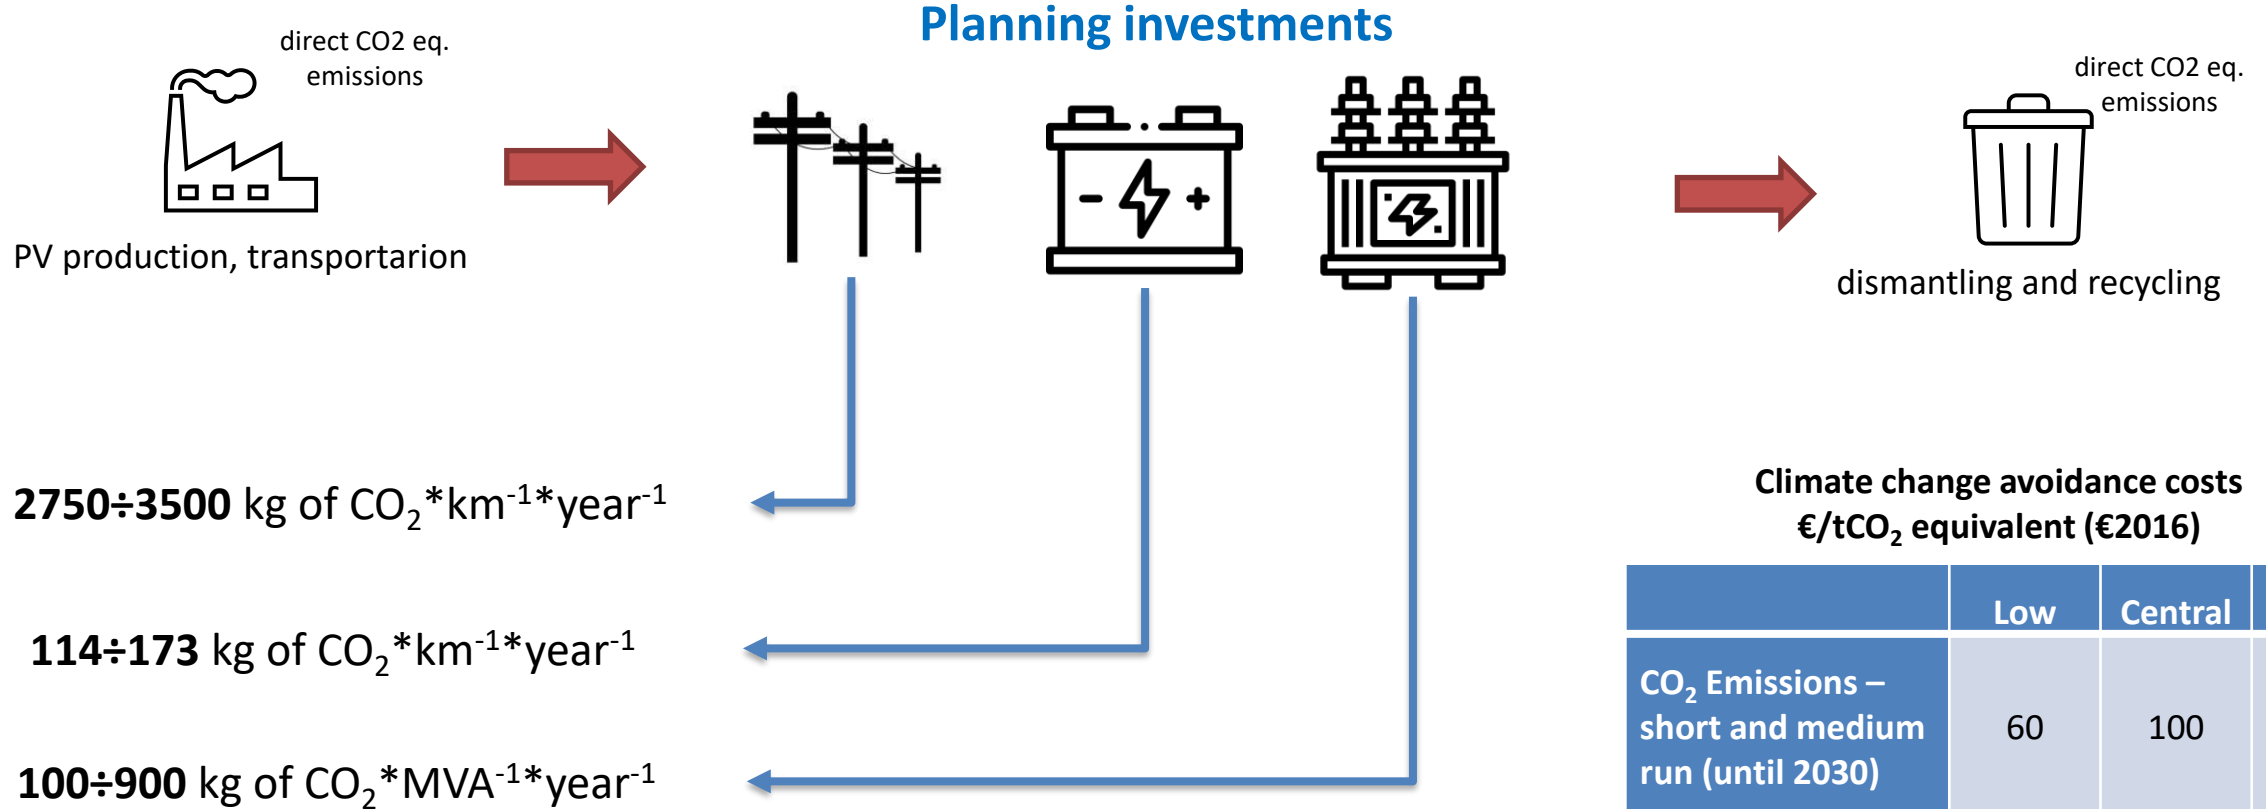 Planning investments
direct CO2 eq.
emissions
PV production, transportarion
direct CO2 eq.
emissions
dismantling and recycling
2750÷3500 kg of CO₂*km⁻¹*year⁻¹
114÷173 kg of CO₂*km⁻¹*year⁻¹
100÷900 kg of CO₂*MVA⁻¹*year⁻¹
Climate change avoidance costs
€/tCO₂ equivalent (€2016)
Low Central
CO₂ Emissions –
short and medium
run (until 2030)
60 100